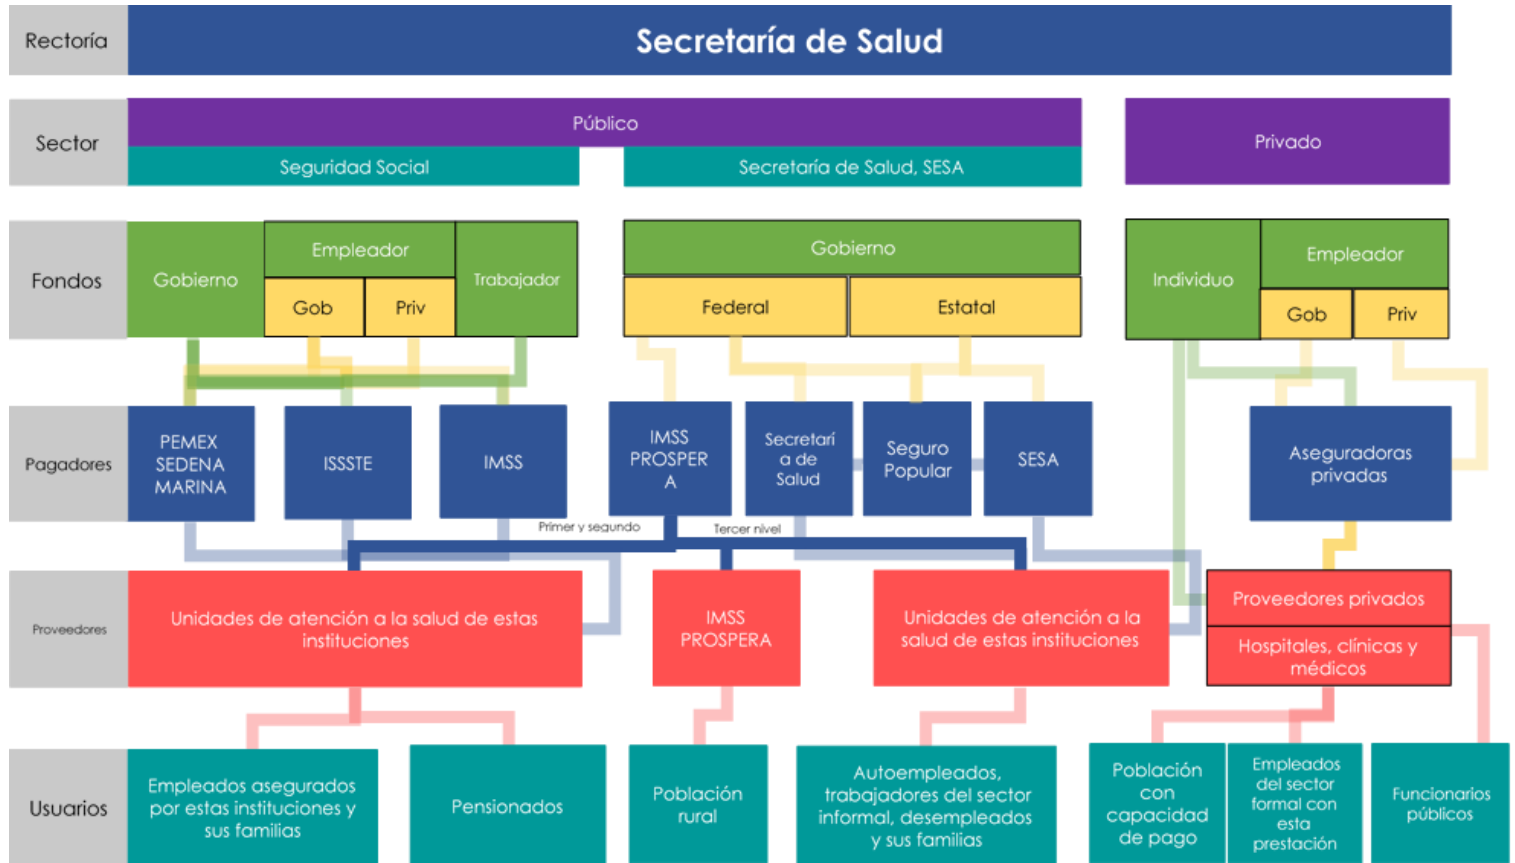 Rectoría
Secretaría de Salud
Sector
Público
Seguridad Social
Secretaría de Salud, SESA
Privado
Fondos
Gobierno
Empleador
Gob
Priv
Trabajador
Gobierno
Federal
Estatal
Individuo
Empleador
Gob
Priv
Pagadores
PEMEX
SEDENA
MARINA
ISSSTE
IMSS
IMSS
PROSPER
A
Secretarí
a de
Salud
Seguro
Popular
SESA
Aseguradoras
privadas
Primer y segundo
Tercer nivel
Proveedores
Unidades de atención a la salud de estas
instituciones
IMSS
PROSPERA
Unidades de atención a la
salud de estas instituciones
Proveedores privados
Hospitales, clínicas y
médicos
Usuarios
Empleados asegurados
por estas instituciones y
sus familias
Pensionados
Población
rural
Autoempleados,
trabajadores del sector
informal, desempleados
y sus familias
Población
con
capacidad
de pago
Empleados
del sector
formal con
esta
prestación
Funcionarios
públicos